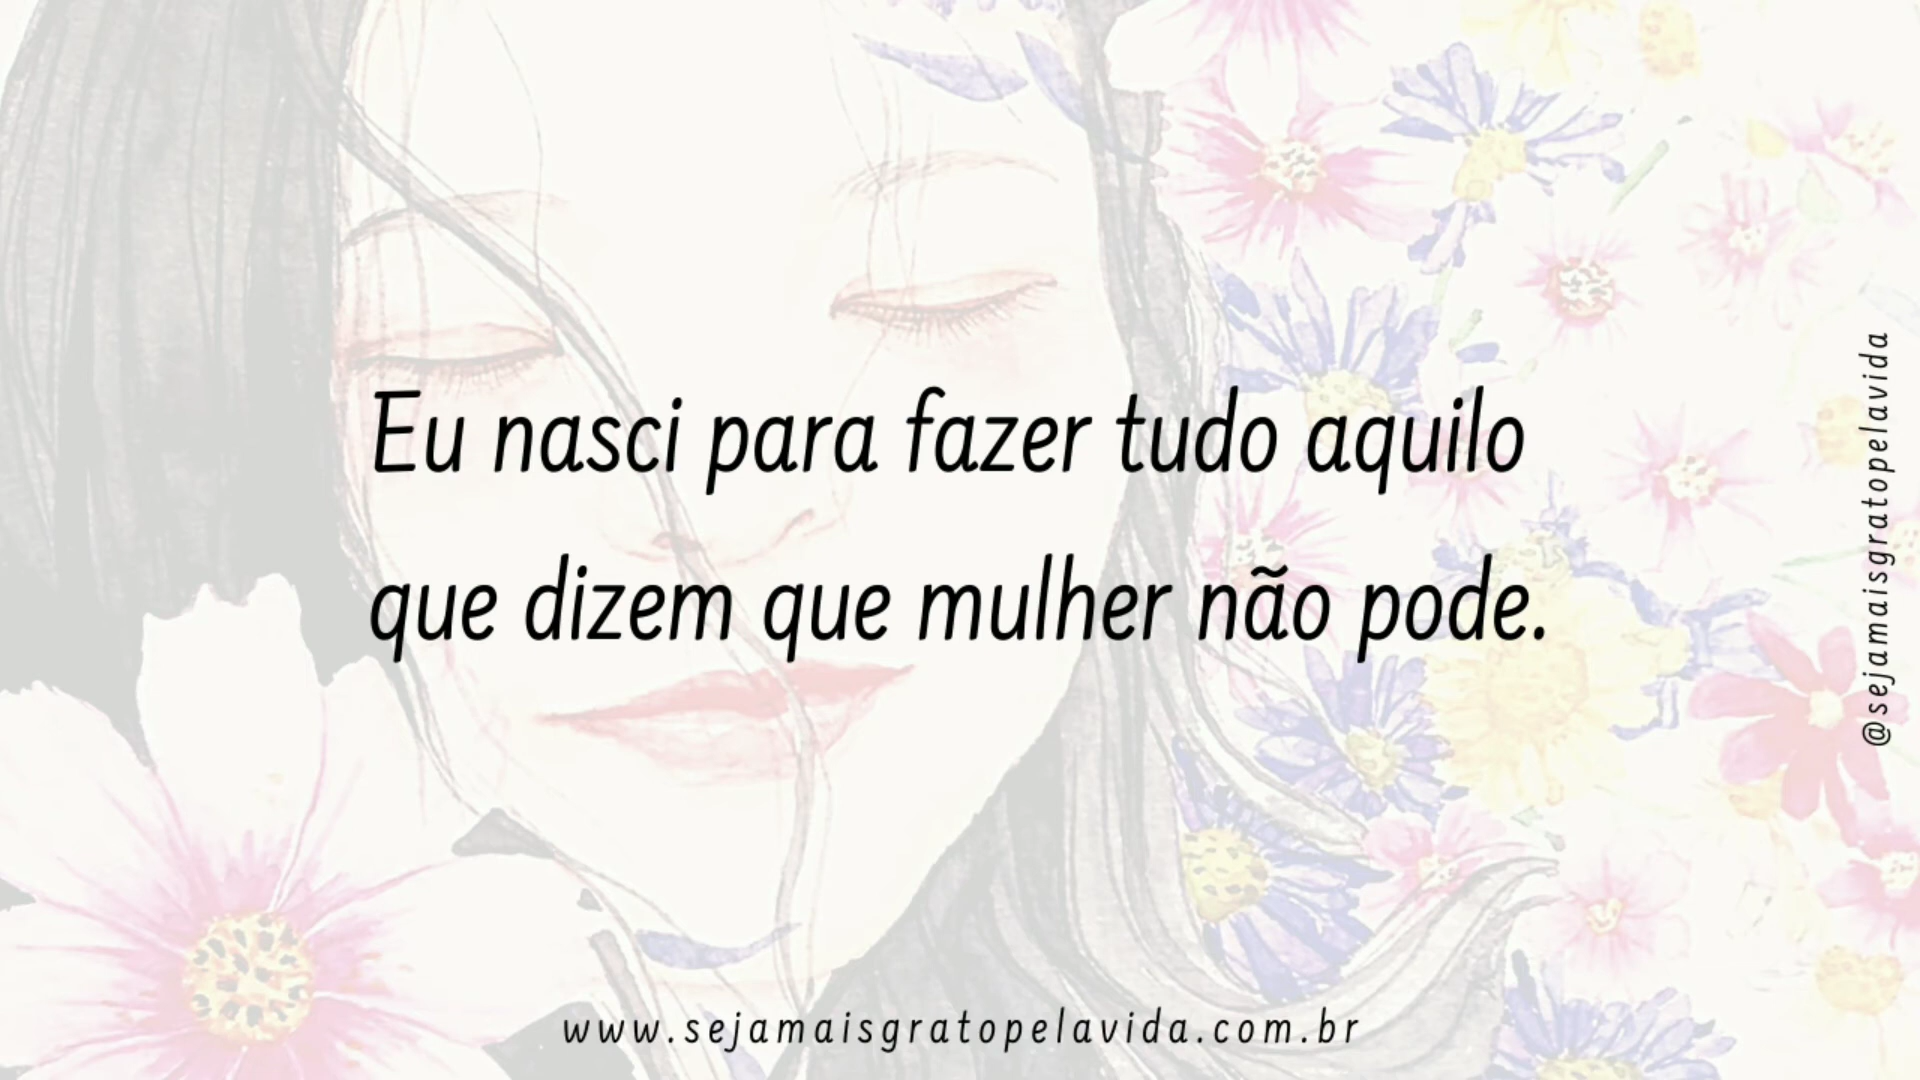 Eu nasci para fazer tudo aquilo
que dizem que mulher não pode.
@sejamaisgratopelavida
www.sejamaisgratopelavida.com.br